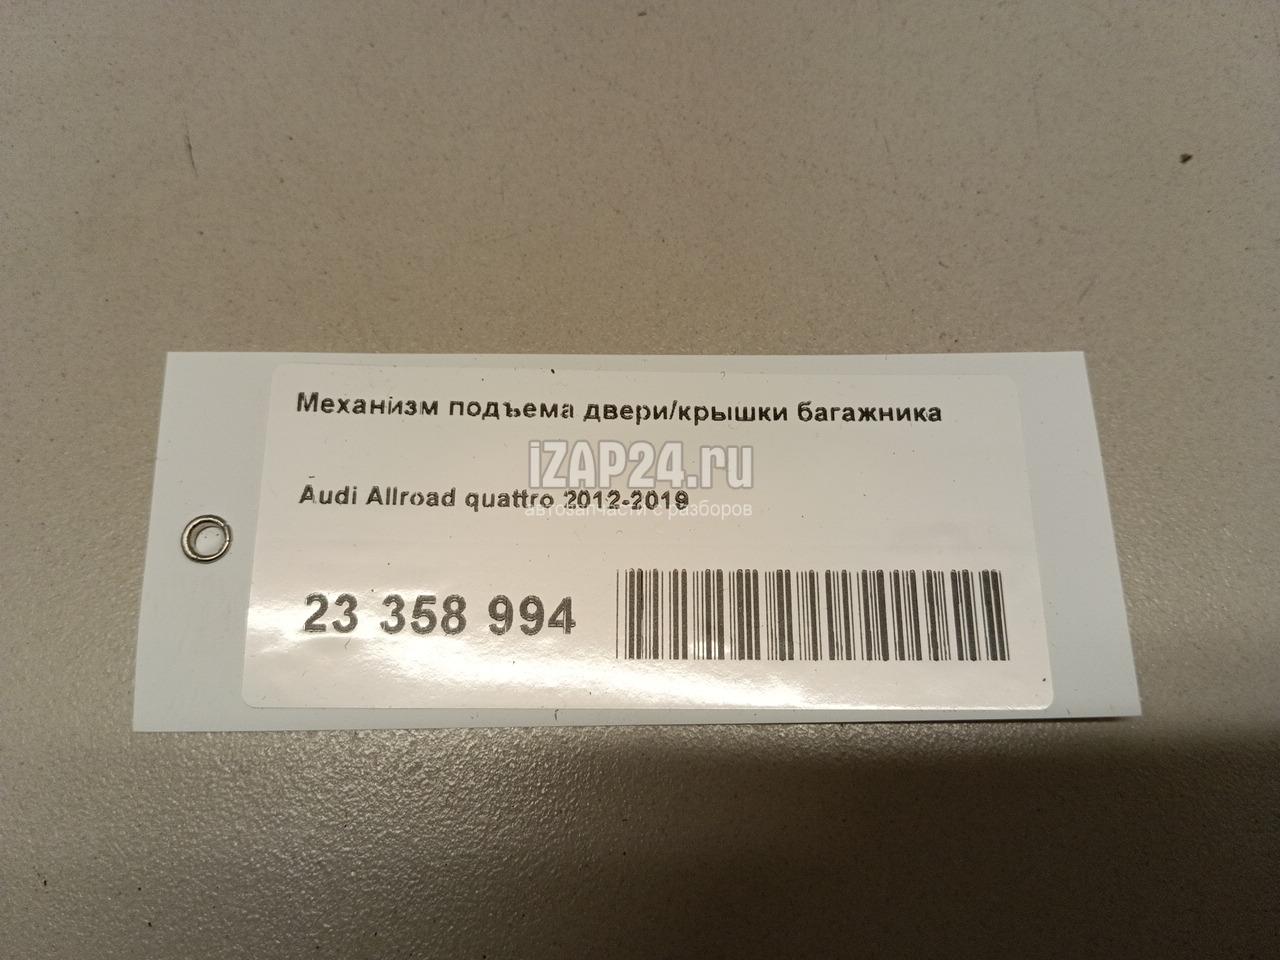 Механизм подъема двери/крышки багажника
iZAP24.ru
Audi Allroad quattro 2012-2019
автозапчасти с разборов
23 358 994